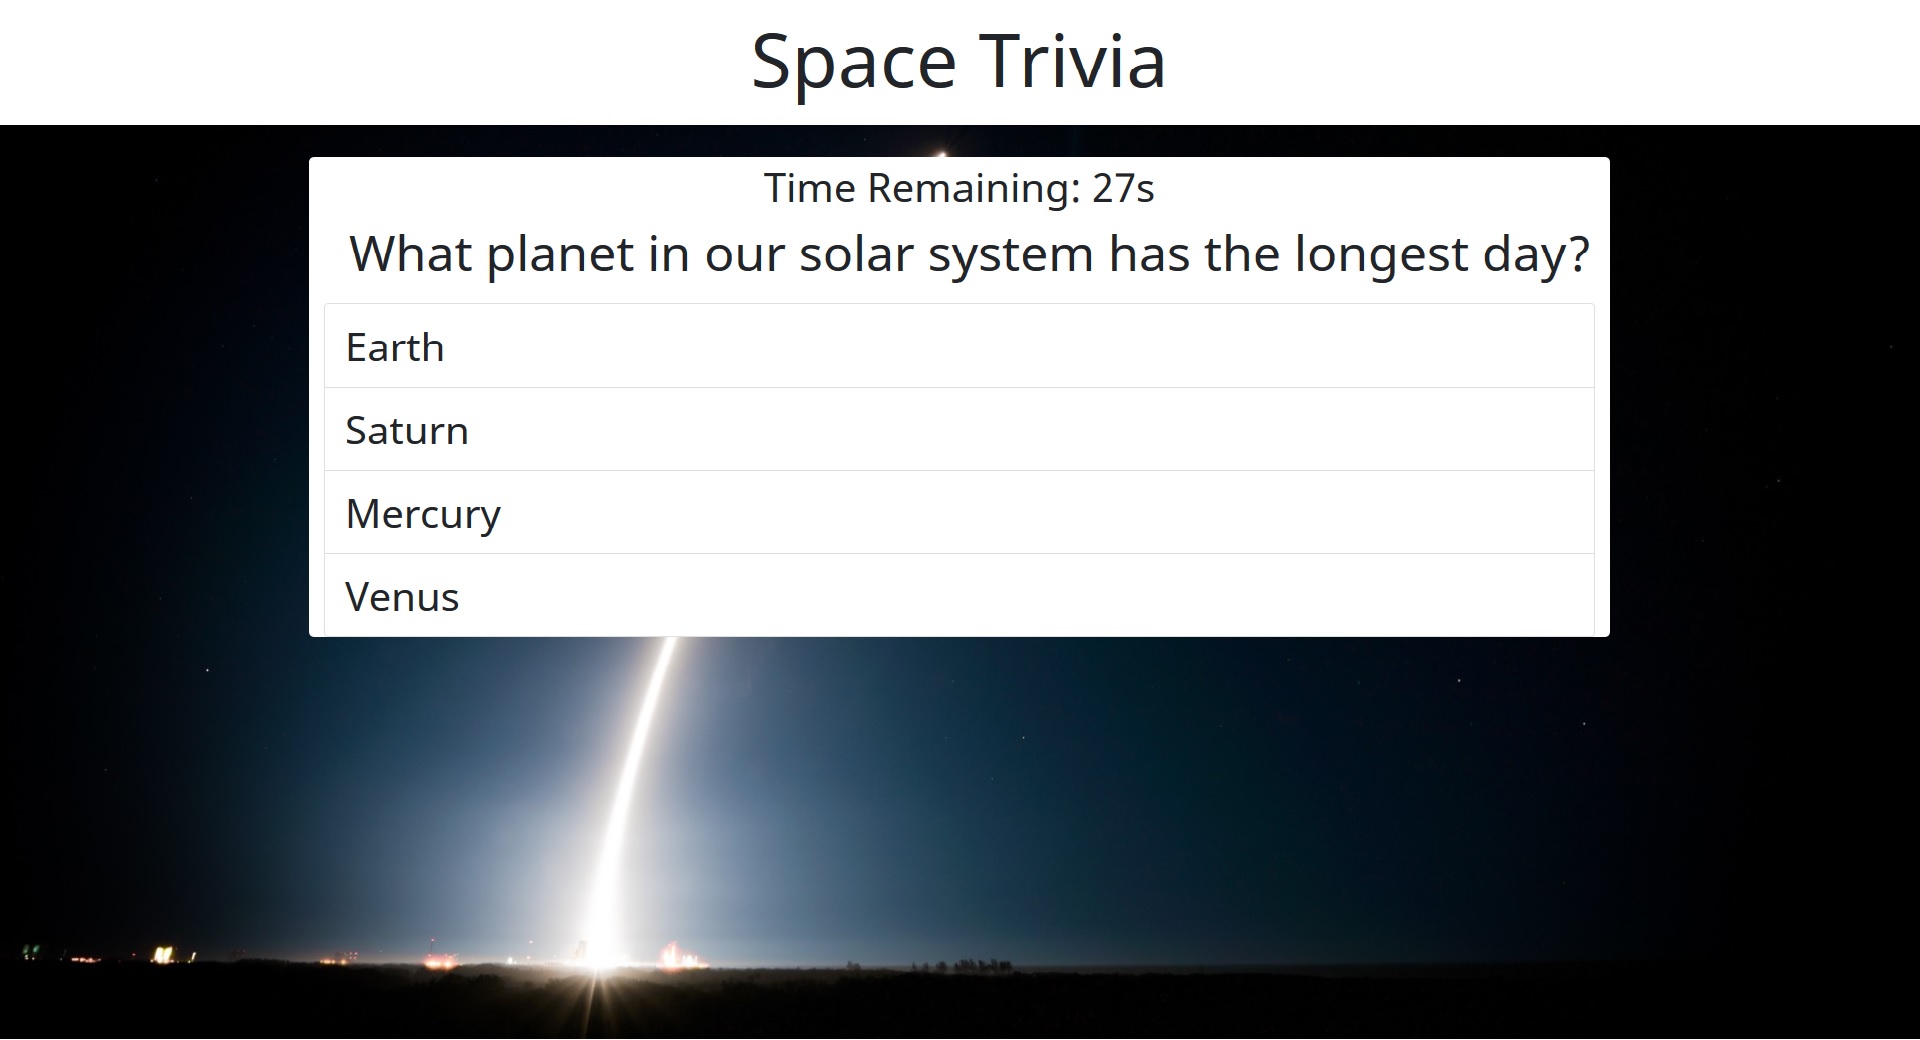 Space Trivia
Time Remaining: 27s
What planet in our solar system has the longest day?
Earth
Saturn
Mercury
Venus